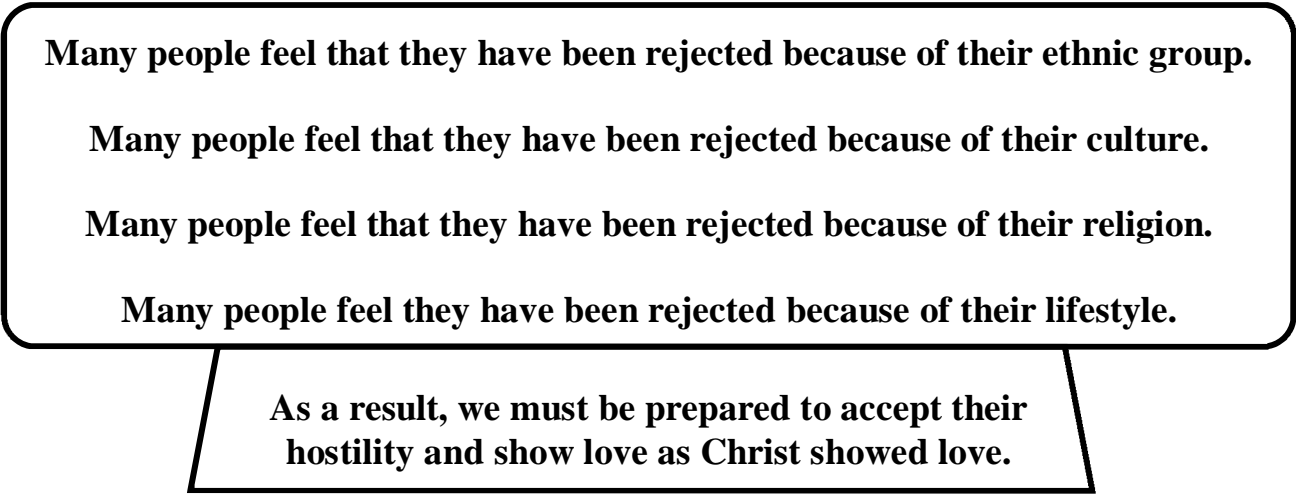 Many people feel that they have been rejected because of their ethnic group.
Many people feel that they have been rejected because of their culture.
Many people feel that they have been rejected because of their religion.
Many people feel they have been rejected because of their lifestyle.
As a result, we must be prepared to accept their
hostility and show love as Christ showed love.